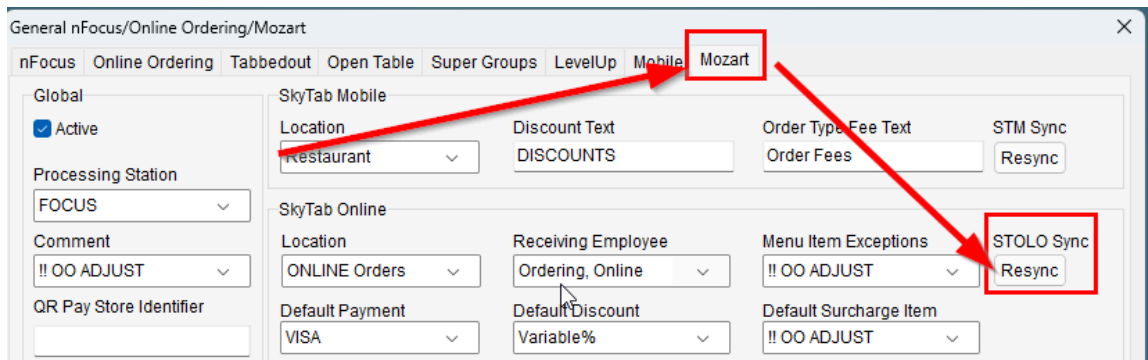 General nFocus/Online Ordering/Mozart
nFocus Online Ordering Tabbedout Open Table Super Groups LevelUp Mobile Mozart
Global
Active
Processing Station
FOCUS
Comment
!! OO ADJUST
QR Pay Store Identifier
SkyTab Mobile
Location Discount Text Order Type Fee Text STM Sync
Restaurant DISCOUNTS Order Fees Resync
SkyTab Online
Location Receiving Employee Menu Item Exceptions STOLO Sync
ONLINE Orders Ordering, Online !! OO ADJUST Resync
Default Payment Default Discount Default Surcharge Item
VISA Variable% !! OO ADJUST